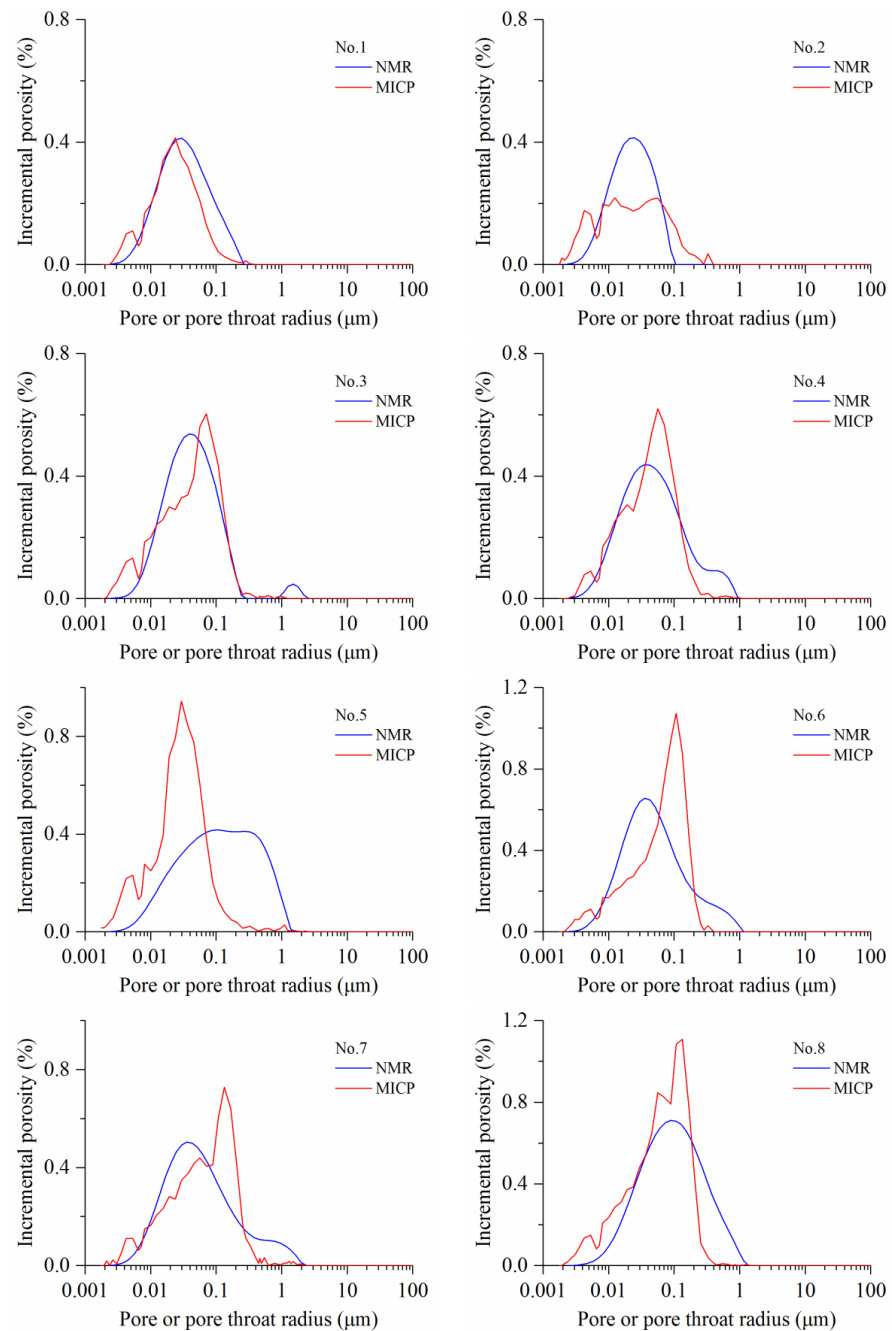 Incremental porosity (%)
0.8
0.4
0.0
No.1
NMR
MICP
0.001 0.01 0.1 1 10 100
Pore or pore throat radius (μm)
Incremental porosity (%)
0.8
0.4
0.0
No.2
NMR
MICP
0.001 0.01 0.1 1 10 100
Pore or pore throat radius (μm)
Incremental porosity (%)
0.8
0.4
0.0
No.3
NMR
MICP
0.001 0.01 0.1 1 10 100
Pore or pore throat radius (μm)
Incremental porosity (%)
0.8
0.4
0.0
No.4
NMR
MICP
0.001 0.01 0.1 1 10 100
Pore or pore throat radius (μm)
Incremental porosity (%)
0.8
0.4
0.0
No.5
NMR
MICP
0.001 0.01 0.1 1 10 100
Pore or pore throat radius (μm)
Incremental porosity (%)
1.2
0.8
0.4
0.0
No.6
NMR
MICP
0.001 0.01 0.1 1 10 100
Pore or pore throat radius (μm)
Incremental porosity (%)
0.8
0.4
0.0
No.7
NMR
MICP
0.001 0.01 0.1 1 10 100
Pore or pore throat radius (μm)
Incremental porosity (%)
1.2
0.8
0.4
0.0
No.8
NMR
MICP
0.001 0.01 0.1 1 10 100
Pore or pore throat radius (μm)